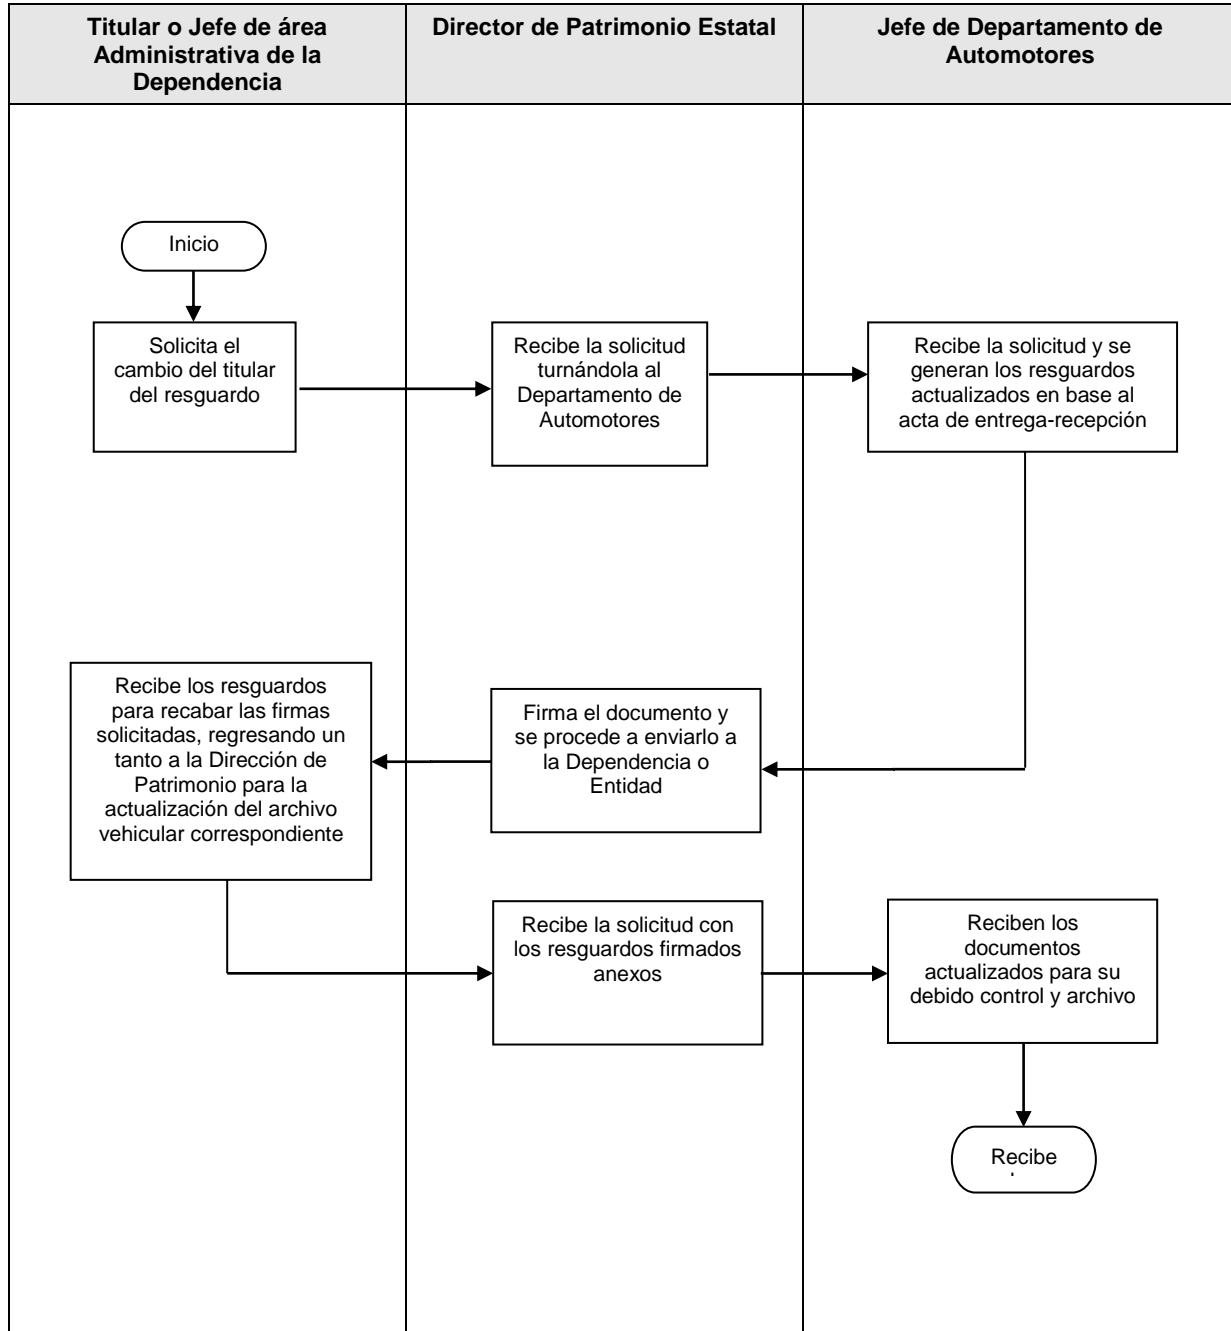 Titular o Jefe de área
Administrativa de la
Dependencia
Director de Patrimonio Estatal
Jefe de Departamento de
Automotores
Inicio
Solicita el
cambio del titular
del resguardo
Recibe la solicitud
turnándola al
Departamento de
Automotores
Recibe la solicitud y se
generan los resguardos
actualizados en base al
acta de entrega-recepción
Recibe los resguardos
para recabar las firmas
solicitadas, regresando un
tanto a la Dirección de
Patrimonio para la
actualización del archivo
vehicular correspondiente
Firma el documento y
se procede a enviarlo a
la Dependencia o
Entidad
Recibe la solicitud con
los resguardos firmados
anexos
Reciben los
documentos
actualizados para su
debido control y archivo
Recibe